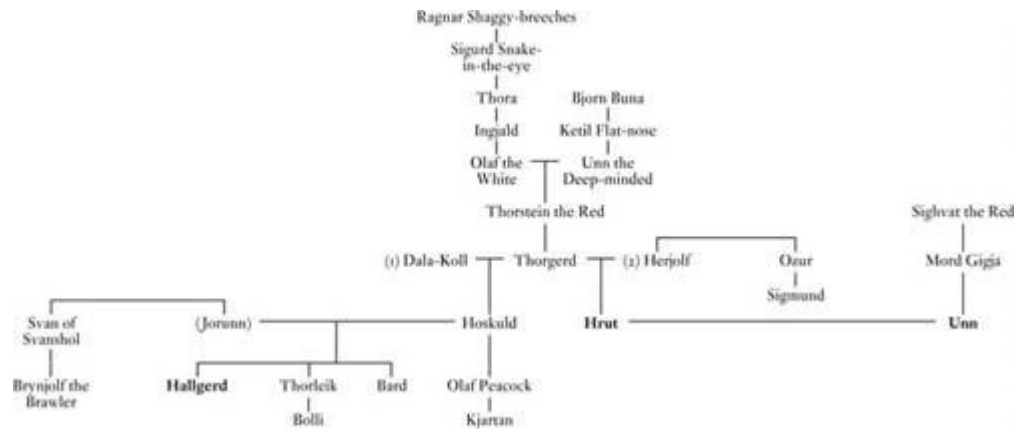 Ragnar Shaggy-breeches
Sigurd Snake-
in-the-eye
Thora Bjorn Buna
Ingjald Ketil Flat-nose
Olaf the Unn the
White Deep-minded
Thorstein the Red Sighvat the Red
(1) Dala-Koll Thorgerd (2) Herjolf Ozur Mord Gigja
Sigmund
Svan of (Jorunn) Hoskuld Hrut Unn
Svanshol
Brynjolf the Hallgerd Thorleik Bard Olaf Peacock
Brawler
Bolli Kjartan